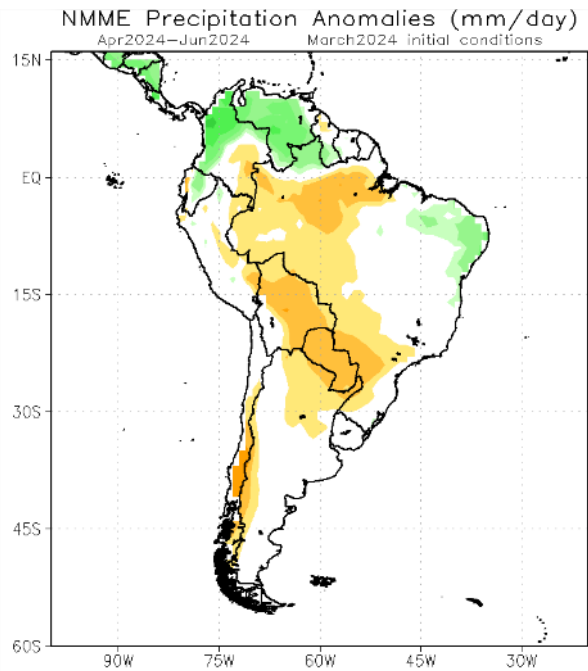 NMME Precipitation Anomalies (mm/day)
Apr2024–Jun2024 March2024 initial conditions
15N
EQ
15S
30S
45S
60S
90W 75W 60W 45W 30W